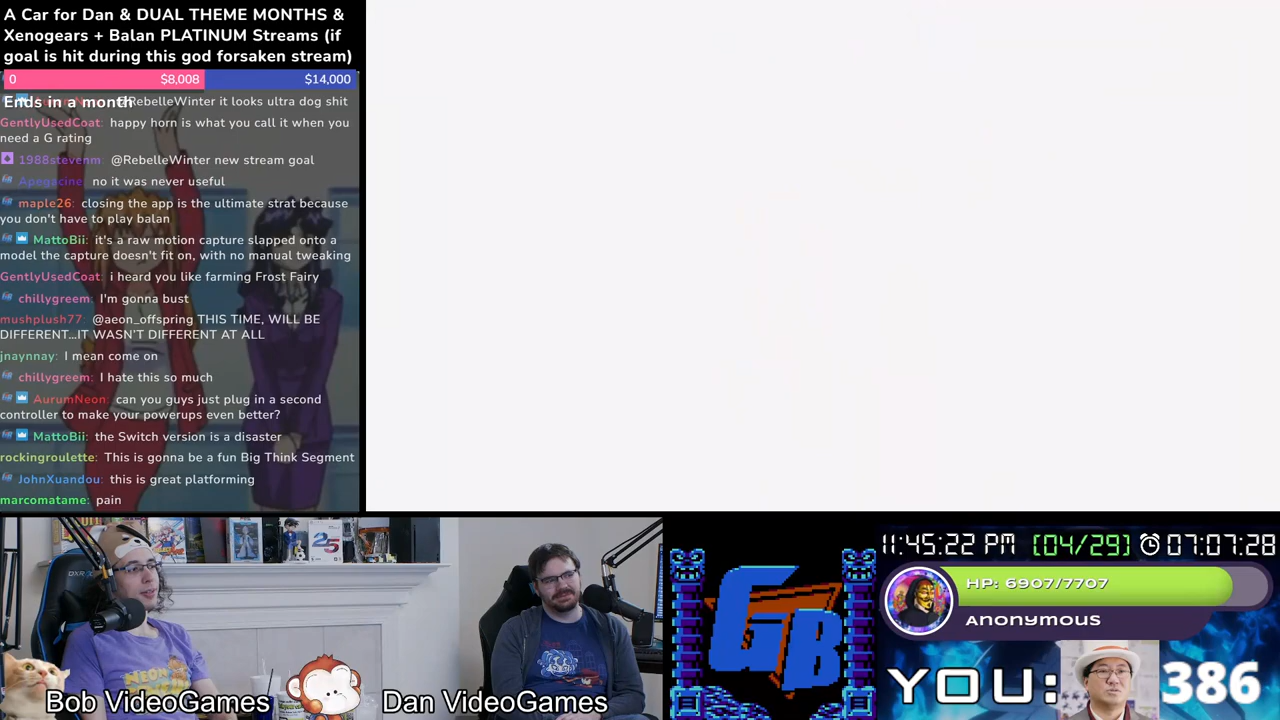 A Car for Dan & DUAL THEME MONTHS &
Xenogears + Balan PLATINUM Streams (if
goal is hit during this god forsaken stream)
0 $8,008 $14,000
Ends in a month
@RebelleWinter it looks ultra dog shit
GentlyUsedCoat: happy horn is what you call it when you
need a G rating
1988stevenm: @RebelleWinter new stream goal
Apegacine: no it was never useful
maple26: closing the app is the ultimate strat because
you don't have to play balan
MattoBii: it's a raw motion capture slapped onto a
model the capture doesn't fit on, with no manual tweaking
GentlyUsedCoat: i heard you like farming Frost Fairy
chillygreem: I'm gonna bust
mushplush77: @aeon_offspring THIS TIME, WILL BE
DIFFERENT...IT WASN'T DIFFERENT AT ALL
jnaynnay: I mean come on
chillygreem: I hate this so much
AurumNeon: can you guys just plug in a second
controller to make your powerups even better?
MattoBii: the Switch version is a disaster
rockingroulette: This is gonna be a fun Big Think Segment
JohnXuandou: this is great platforming
marcomatame: pain
DXR
25
NEON
Bob VideoGames
Dan VideoGames
GB
11:45:22 PM [04/29] 07:07:28
HP: 6907/7707
Anonymous
YOU: 386